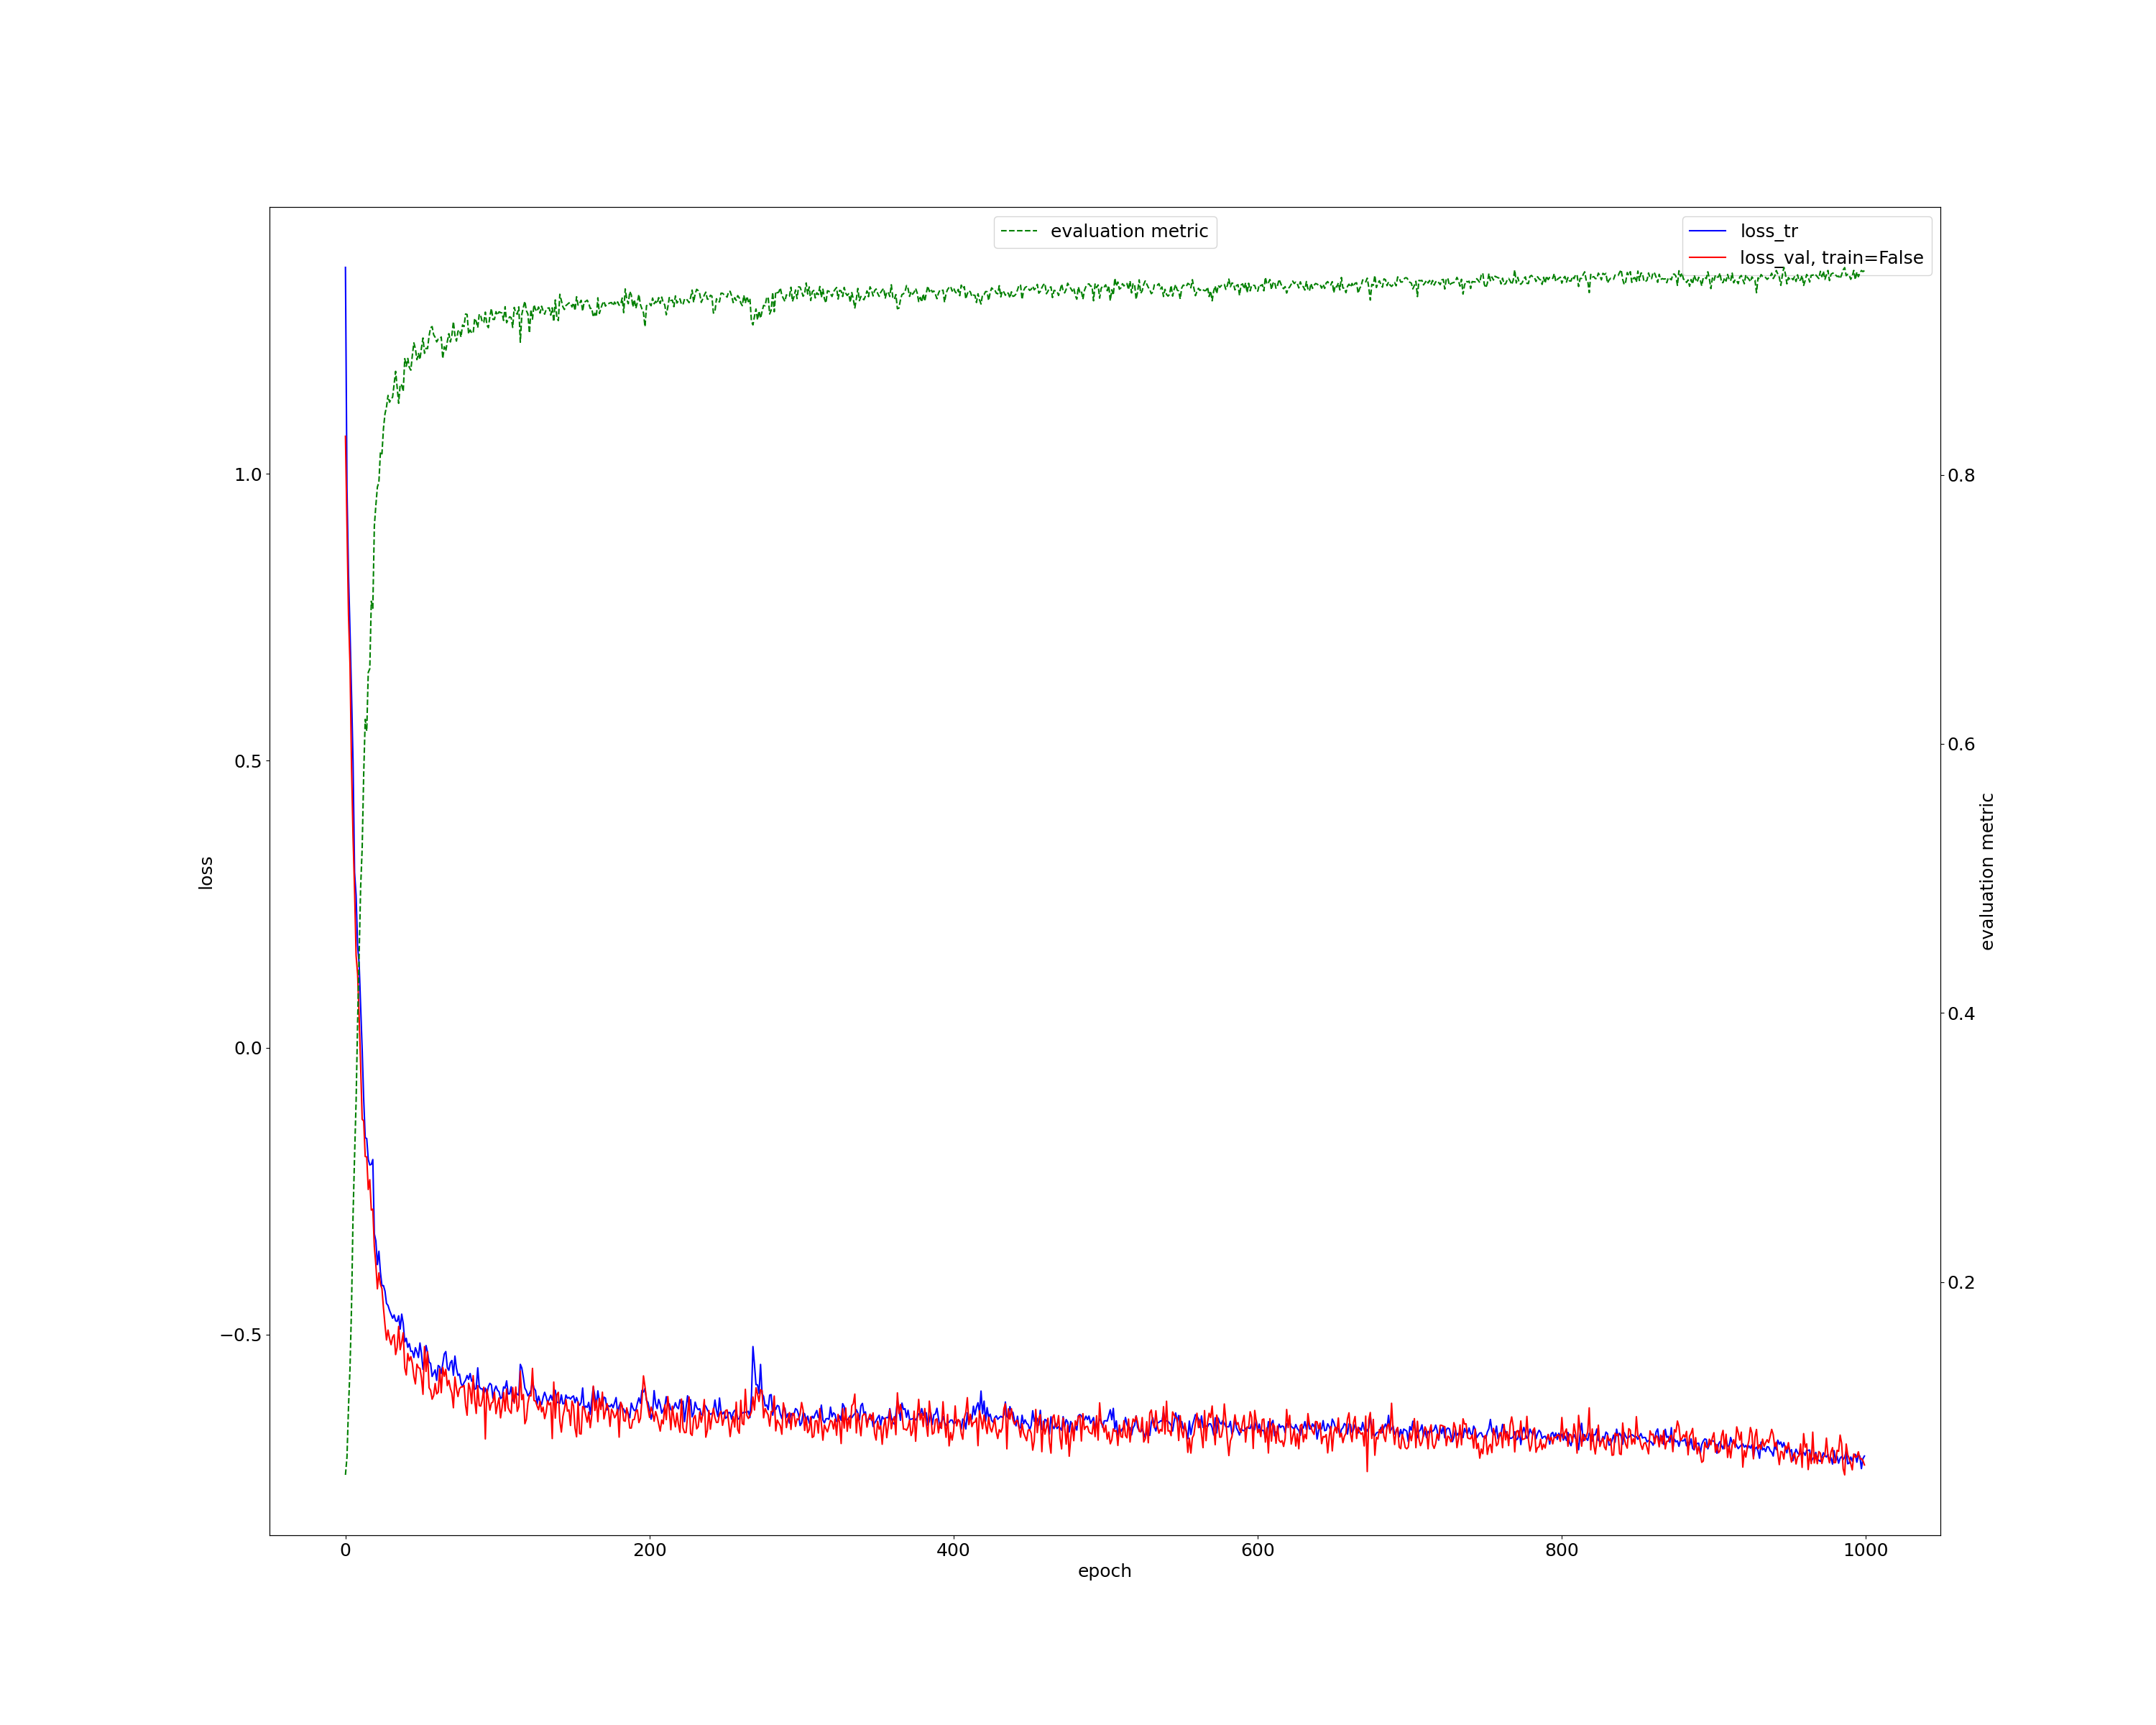 evaluation metric
loss_tr
loss_val, train=False
1.0
0.5
0.0
−0.5
loss
0.8
0.6
0.4
0.2
evaluation metric
0
200
400
600
800
1000
epoch